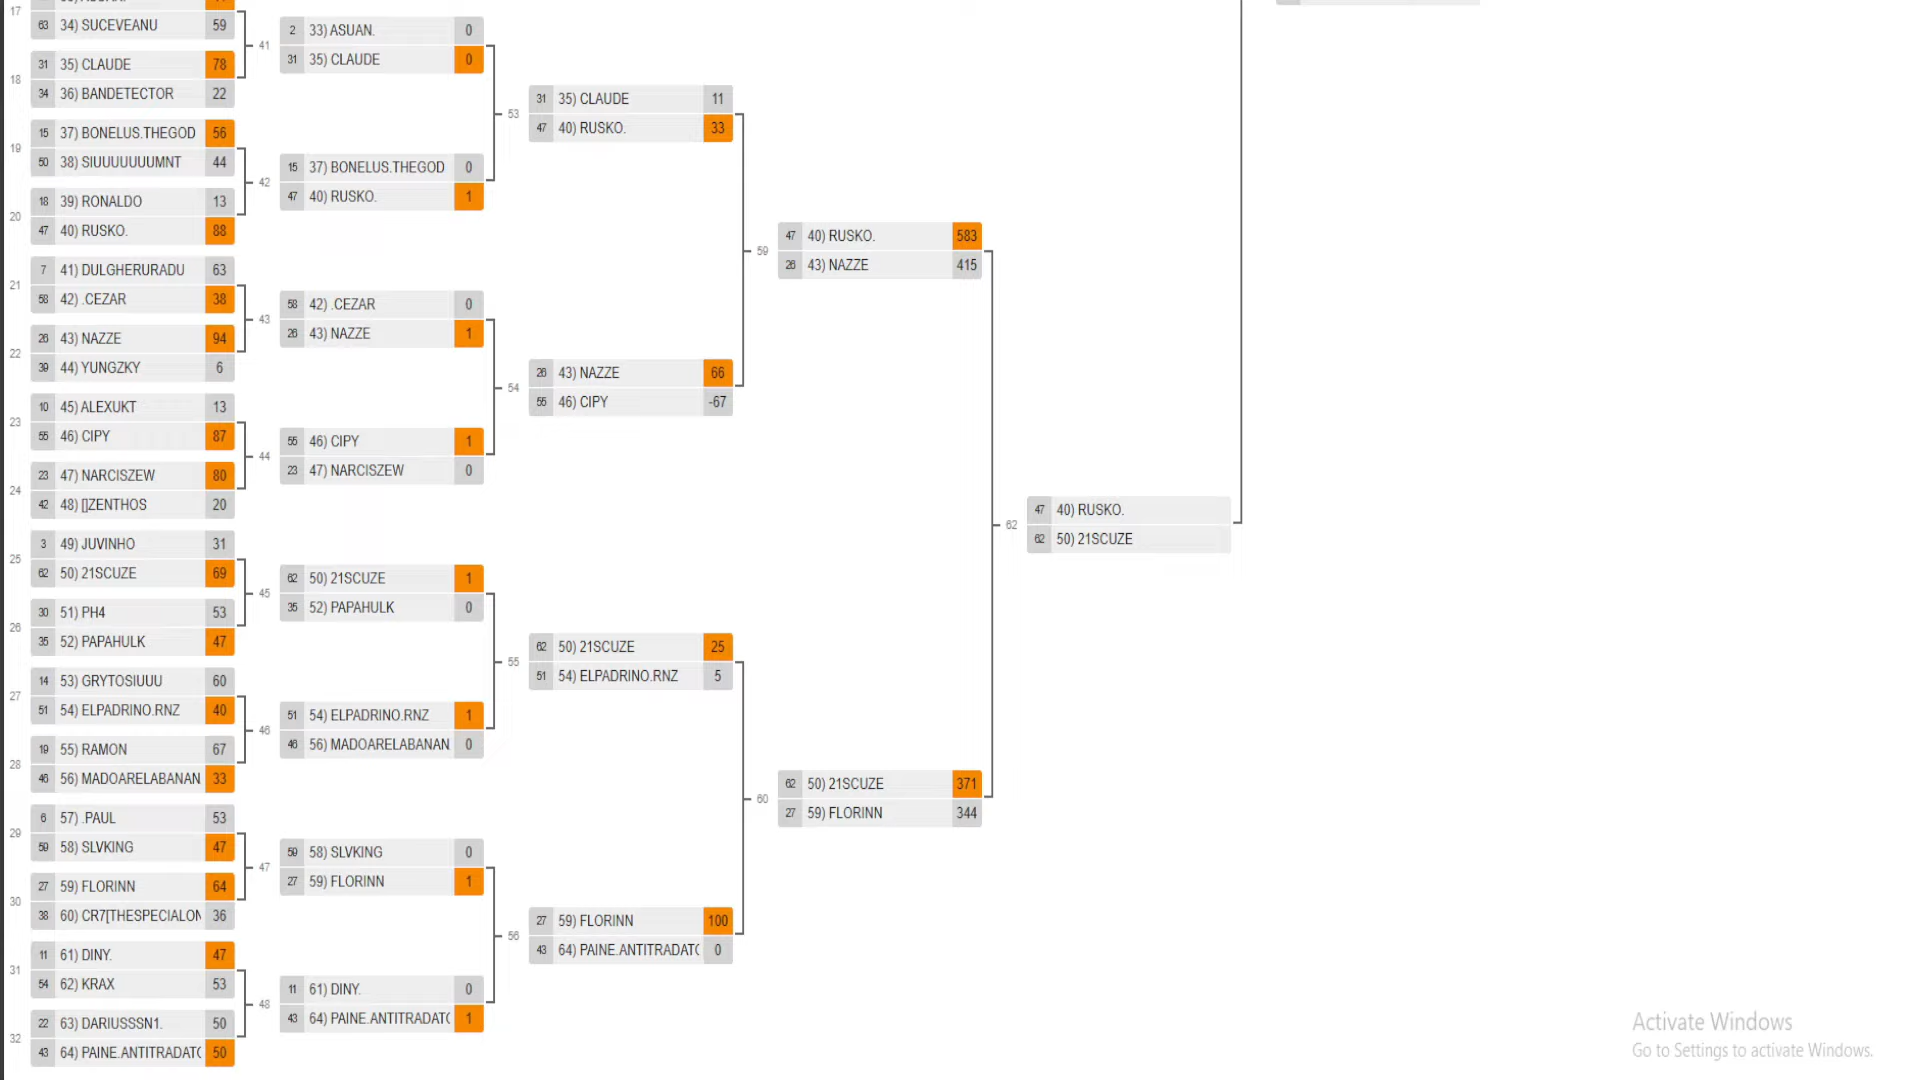 17
63 34) SUCEVEANU 59
31 35) CLAUDE 78
18
34 36) BANDETECTOR 22
15 37) BONELUS.THEGOD 56
19
50 38) SIUUUUUUUMNT 44
18 39) RONALDO 13
20
47 40) RUSKO. 88
7 41) DULGHERURADU 63
21
58 42) .CEZAR 38
26 43) NAZZE 94
22
39 44) YUNGZKY 6
10 45) ALEXUKT 13
23
55 46) CIPY 87
23 47) NARCISZEW 80
24
42 48) []ZENTHOS 20
3 49) JUVINHO 31
25
62 50) 21SCUZE 69
30 51) PH4 53
26
35 52) PAPAHULK 47
14 53) GRYTOSIUUU 60
27
51 54) ELPADRINO.RNZ 40
19 55) RAMON 67
28
46 56) MADOARELABANAN 33
6 57) .PAUL 53
29
59 58) SLVKING 47
27 59) FLORINN 64
30
38 60) CR7[THESPECIALON 36
11 61) DINY. 47
31
54 62) KRAX 53
22 63) DARIUSSSN1. 50
32
43 64) PAINE.ANTITRADATO 50
2 33) ASUAN. 0
41
31 35) CLAUDE 0
15 37) BONELUS.THEGOD 0
42
47 40) RUSKO. 1
58 42) .CEZAR 0
43
26 43) NAZZE 1
55 46) CIPY 1
44
23 47) NARCISZEW 0
62 50) 21SCUZE 1
45
35 52) PAPAHULK 0
51 54) ELPADRINO.RNZ 1
46
46 56) MADOARELABANAN 0
59 58) SLVKING 0
47
27 59) FLORINN 1
11 61) DINY. 0
48
43 64) PAINE.ANTITRADATO 1
31 35) CLAUDE 11
53
47 40) RUSKO. 33
26 43) NAZZE 66
54
55 46) CIPY -67
62 50) 21SCUZE 25
55
51 54) ELPADRINO.RNZ 5
27 59) FLORINN 100
56
43 64) PAINE.ANTITRADATO 0
47 40) RUSKO. 583
59
26 43) NAZZE 415
62 50) 21SCUZE 371
60
27 59) FLORINN 344
47 40) RUSKO.
62
62 50) 21SCUZE
Activate Windows
Go to Settings to activate Windows.